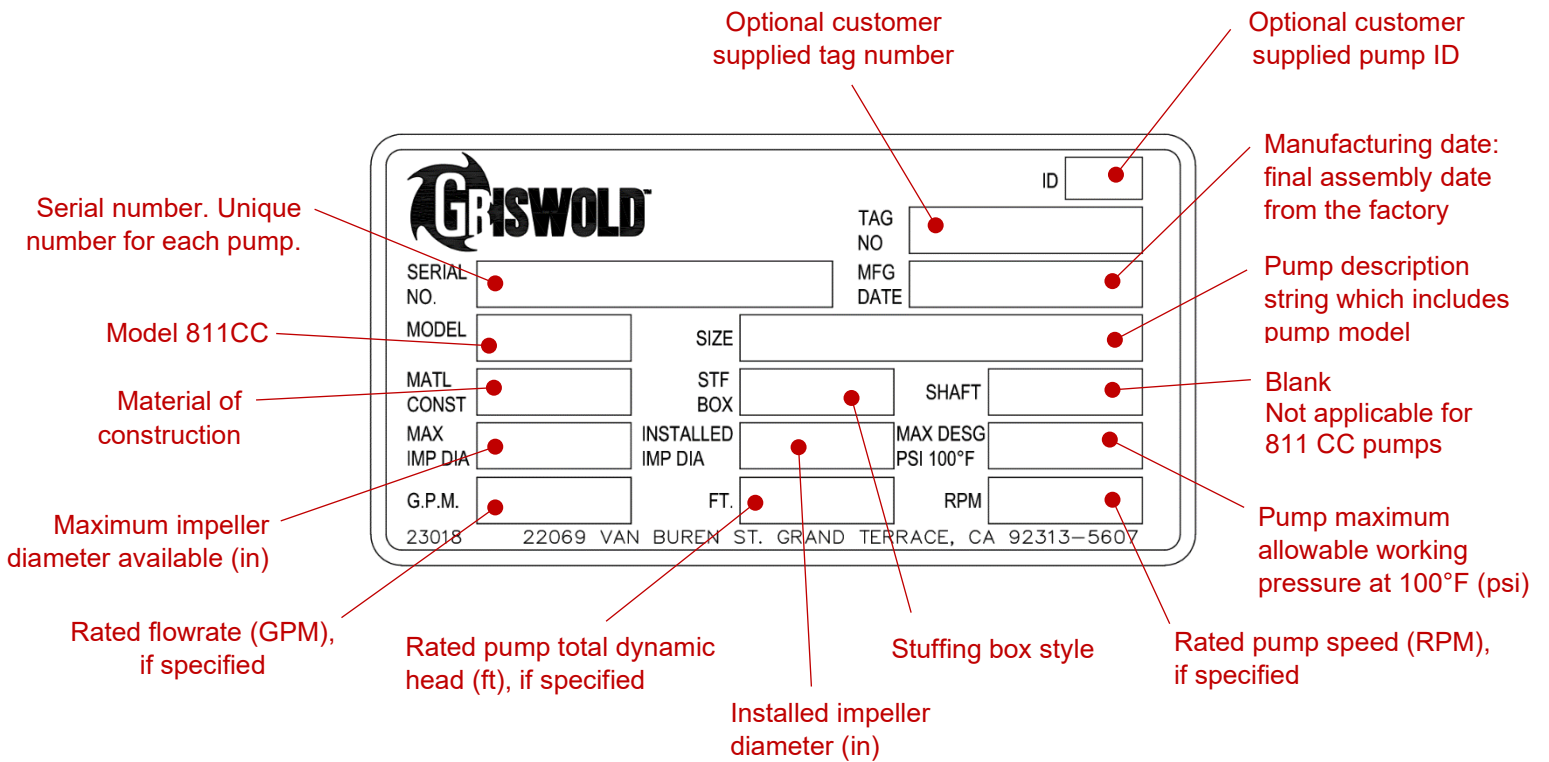 Optional customer
supplied tag number
Optional customer
supplied pump ID
Manufacturing date:
final assembly date
from the factory
Serial number. Unique
number for each pump.
GRISWOLD™
ID
TAG
NO
SERIAL
NO.
MFG
DATE
Pump description
string which includes
pump model
Model 811CC
MODEL
SIZE
Material of
construction
MATL
CONST
STF
BOX
SHAFT
Blank
Not applicable for
811 CC pumps
MAX
IMP DIA
INSTALLED
IMP DIA
MAX DESG
PSI 100°F
Maximum impeller
diameter available (in)
G.P.M.
FT.
RPM
23018 22069 VAN BUREN ST. GRAND TERRACE, CA 92313-5607
Pump maximum
allowable working
pressure at 100°F (psi)
Rated flowrate (GPM),
if specified
Rated pump total dynamic
head (ft), if specified
Stuffing box style
Rated pump speed (RPM),
if specified
Installed impeller
diameter (in)